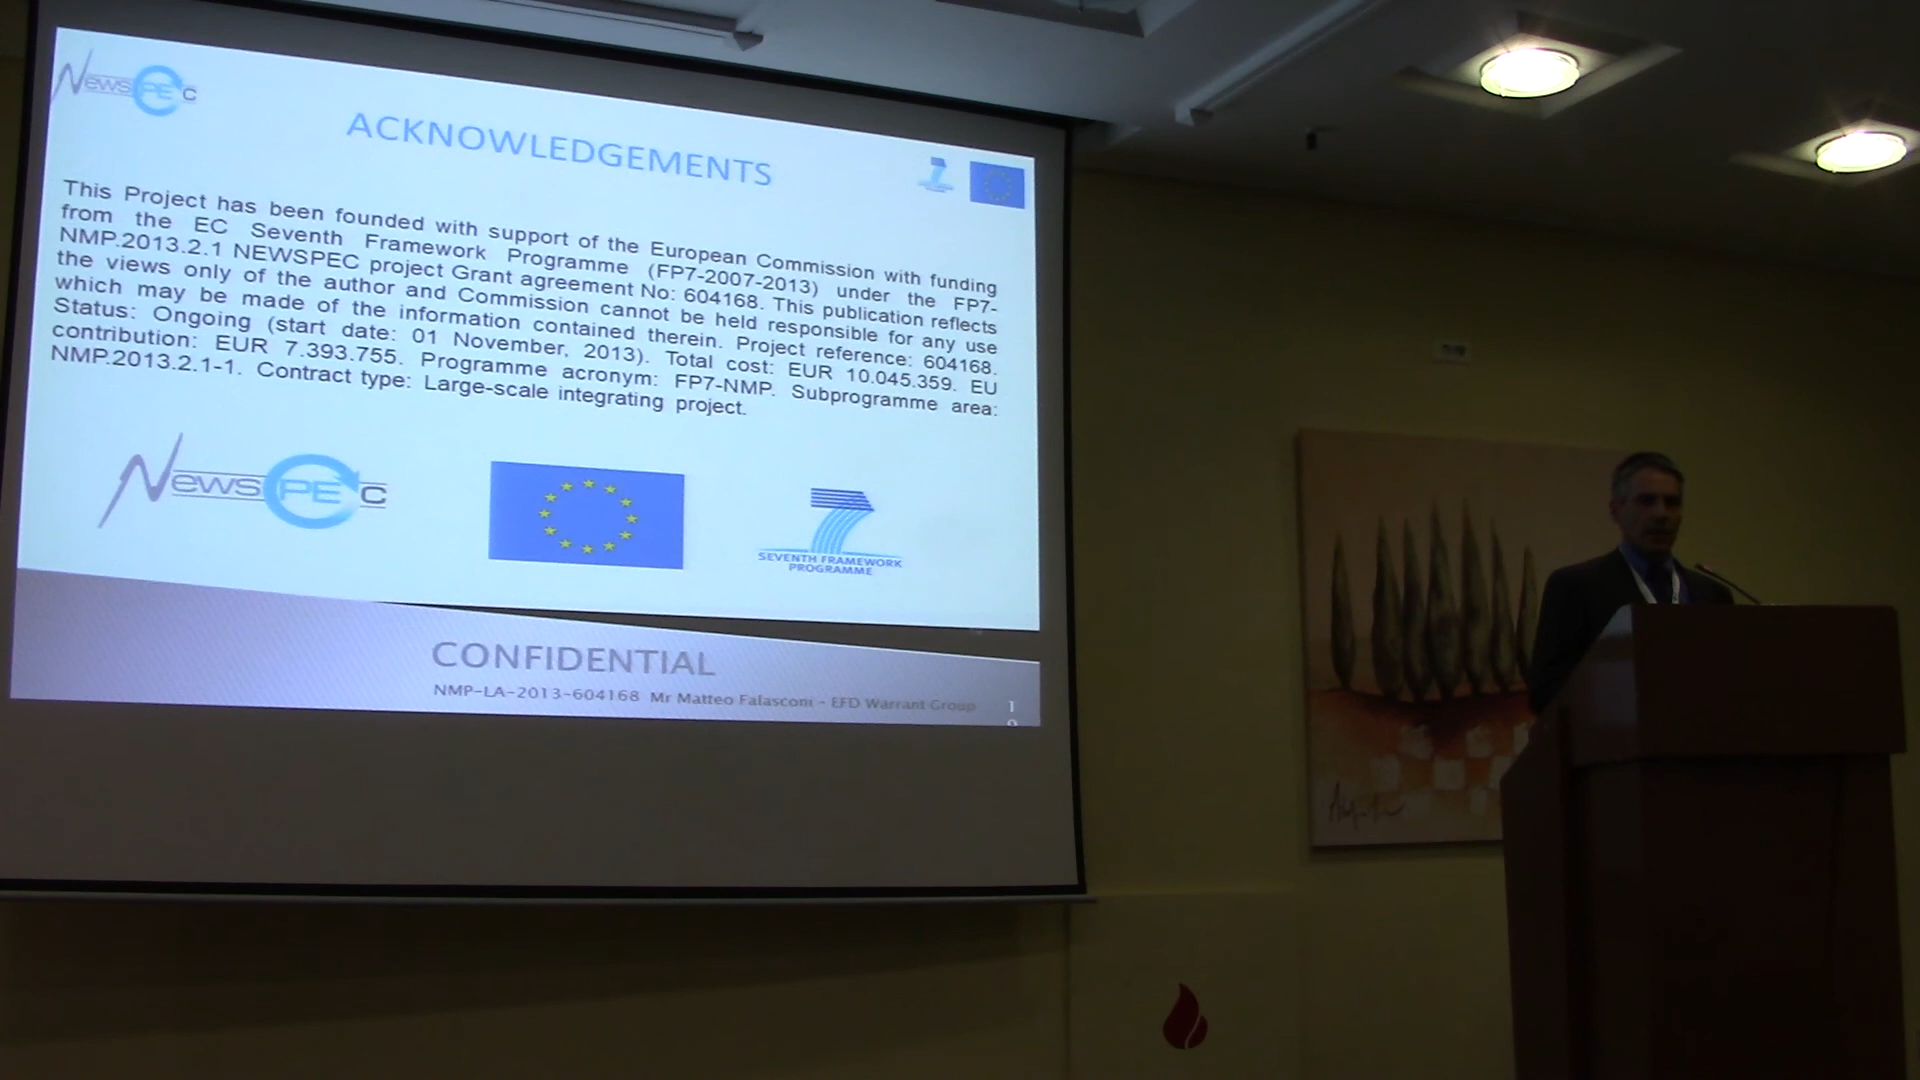 NEWSPEC
ACKNOWLEDGEMENTS
7
This Project has been founded with support of the European Commission with funding
from the EC Seventh Framework Programme (FP7-2007-2013) under the FP7-
NMP.2013.2.1 NEWSPEC project Grant agreement No: 604168. This publication reflects
the views only of the author and Commission cannot be held responsible for any use
which may be made of the information contained therein. Project reference: 604168.
Status: Ongoing (start date: 01 November, 2013). Total cost: EUR 10.045.359. EU
contribution: EUR 7.393.755. Programme acronym: FP7-NMP. Subprogramme area:
NMP.2013.2.1-1. Contract type: Large-scale integrating project.
NEWSPEC
7
SEVENTH FRAMEWORK
PROGRAMME
CONFIDENTIAL
NMP-LA-2013-604168 Mr Matteo Falasconi - EFD Warrant Group
1